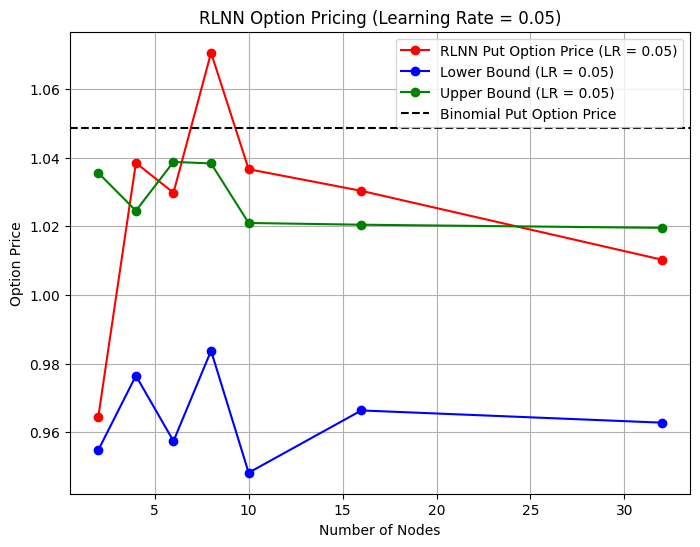 RLNN Option Pricing (Learning Rate = 0.05)
RLNN Put Option Price (LR = 0.05)
Lower Bound (LR = 0.05)
Upper Bound (LR = 0.05)
Binomial Put Option Price
Option Price
1.06
1.04
1.02
1.00
0.98
0.96
5
10
15
20
25
30
Number of Nodes